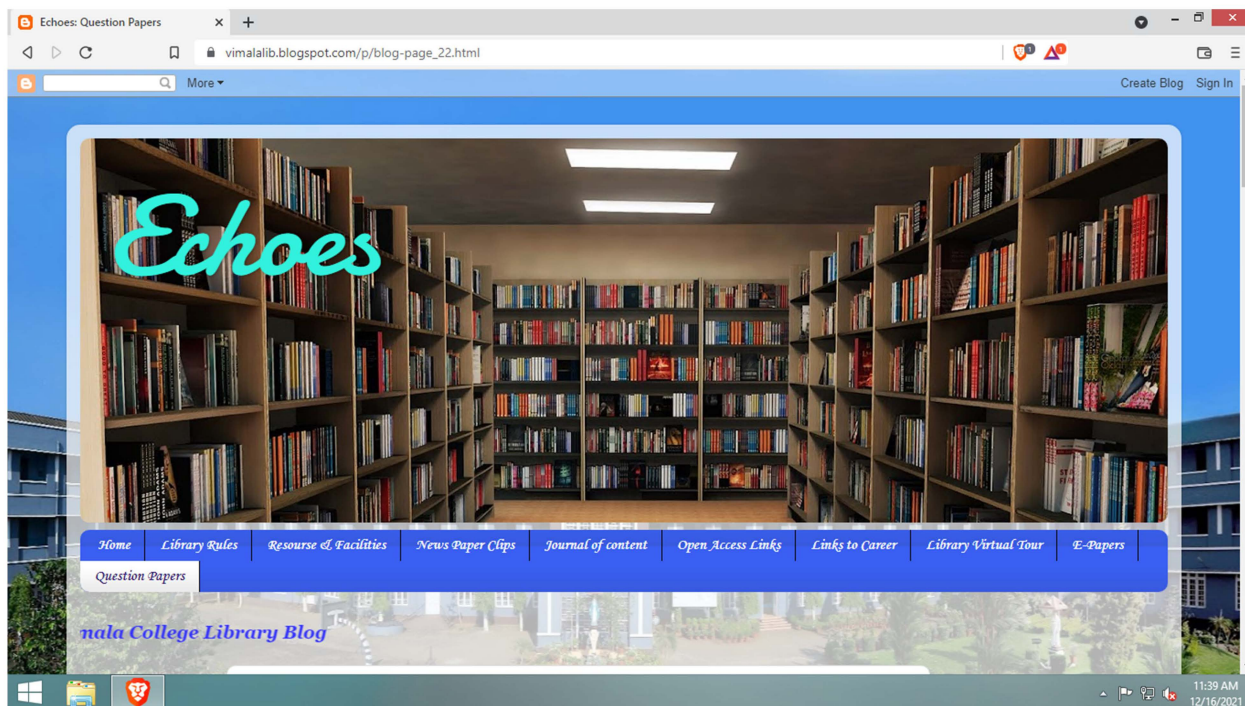 Echoes: Question Papers
vimalalib.blogspot.com/p/blog-page_22.html
More
Create Blog Sign In
Echoes
Home Library Rules Resourse & Facilities News Paper Clips Journal of content Open Access Links Links to Career Library Virtual Tour E-Papers
Question Papers
mala College Library Blog
11:39 AM
12/16/2021